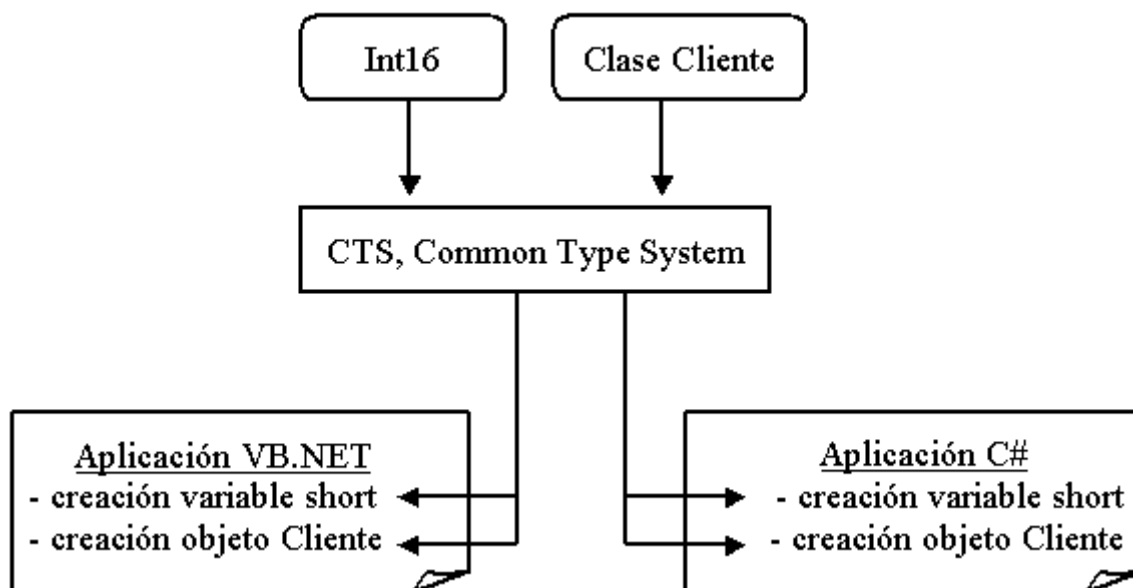 Int16
Clase Cliente
CTS, Common Type System
Aplicación VB.NET
- creación variable short
- creación objeto Cliente
Aplicación C#
- creación variable short
- creación objeto Cliente